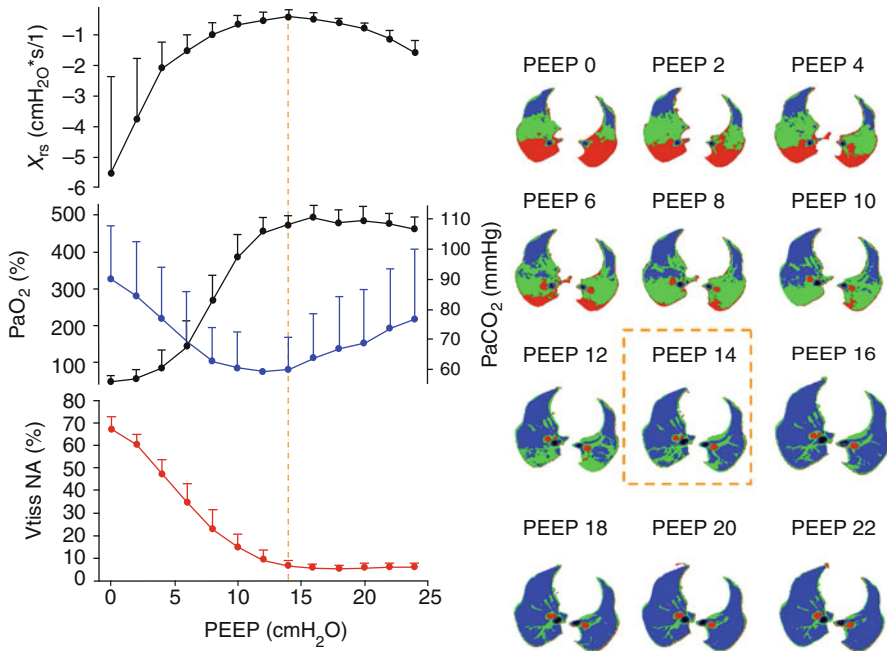 −1
−2
−3
−4
−5
−6
X_rs (cmH₂O*s/1)
500
400
300
200
100
PaO₂ (%)
110
100
90
80
70
60
PaCO₂ (mmHg)
80
70
60
50
40
30
20
10
0
Vtiss NA (%)
0 5 10 15 20 25
PEEP (cmH₂O)
PEEP 0 PEEP 2 PEEP 4
PEEP 6 PEEP 8 PEEP 10
PEEP 12 PEEP 14 PEEP 16
PEEP 18 PEEP 20 PEEP 22